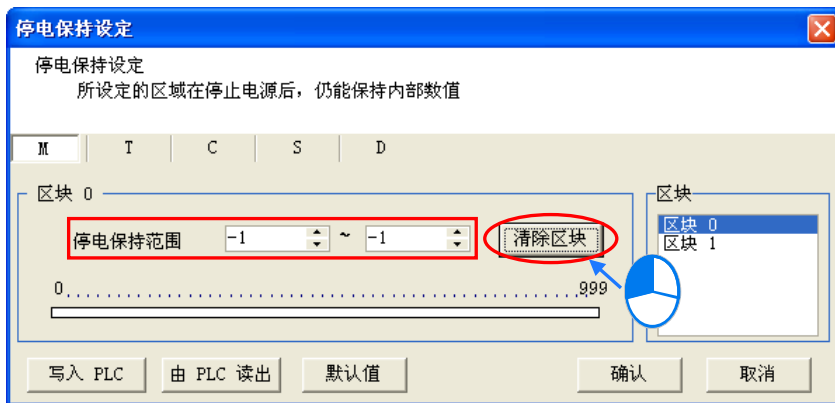 停电保持设定
停电保持设定
所设定的区域在停止电源后，仍能保持内部数值
M T C S D
区块 0
停电保持范围 -1 ~ -1 清除区块
0 999
区块
区块 0
区块 1
写入 PLC 由 PLC 读出 默认值 确认 取消